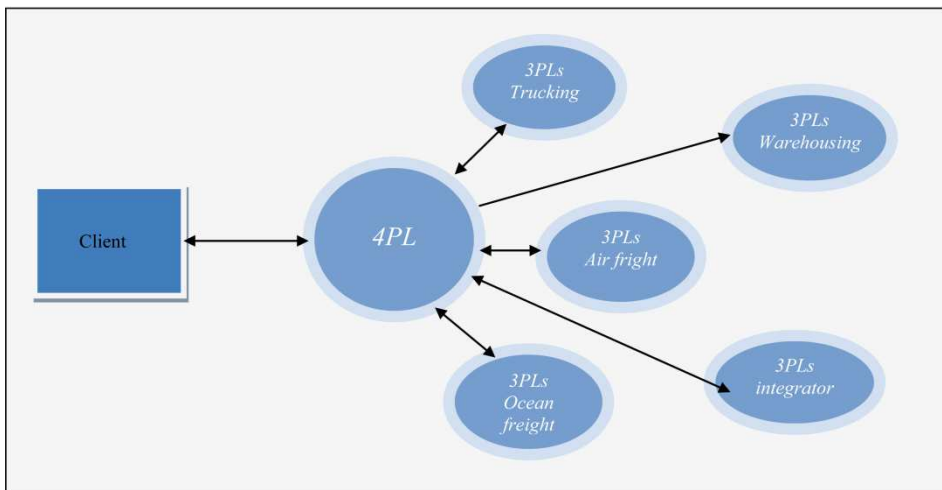 3PLs
Trucking
3PLs
Warehousing
Client
4PL
3PLs
Air fright
3PLs
integrator
3PLs
Ocean
freight